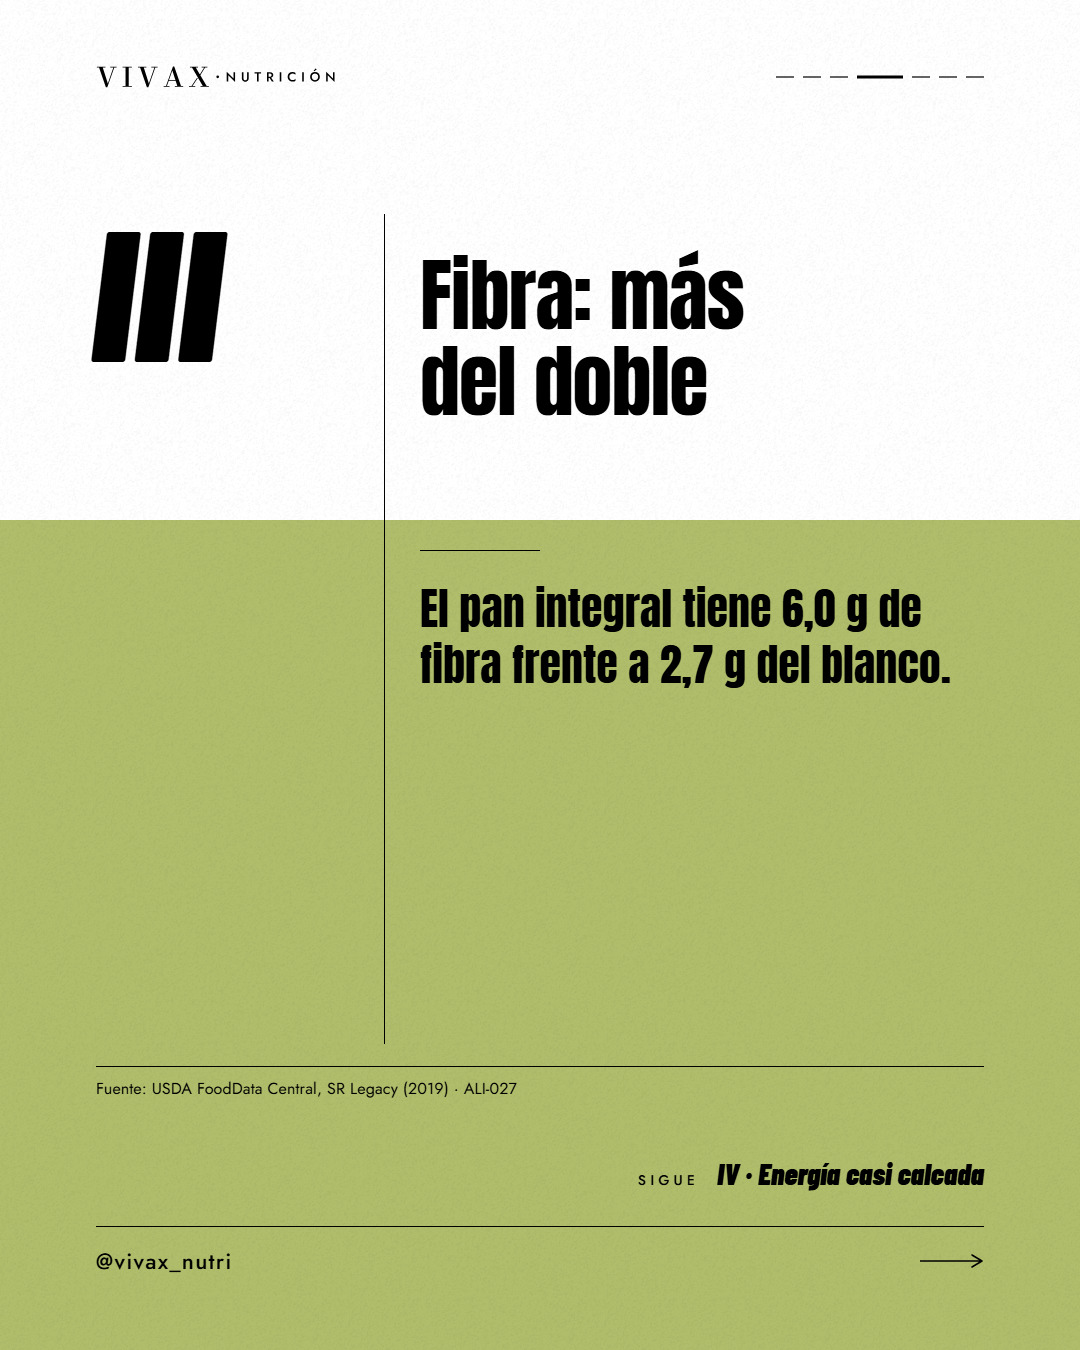 VIVAX·NUTRICIÓN
III
Fibra: más
del doble
El pan integral tiene 6,0 g de
fibra frente a 2,7 g del blanco.
Fuente: USDA FoodData Central, SR Legacy (2019) · ALI-027
SIGUE IV · Energía casi calcada
@vivax_nutri